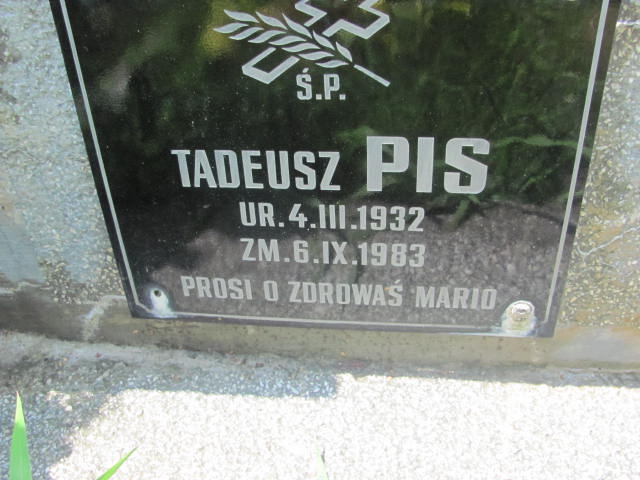 Ś.P.
TADEUSZ PIS
UR. 4.III.1932
ZM. 6.IX.1983
PROSI O ZDROWAŚ MARIO